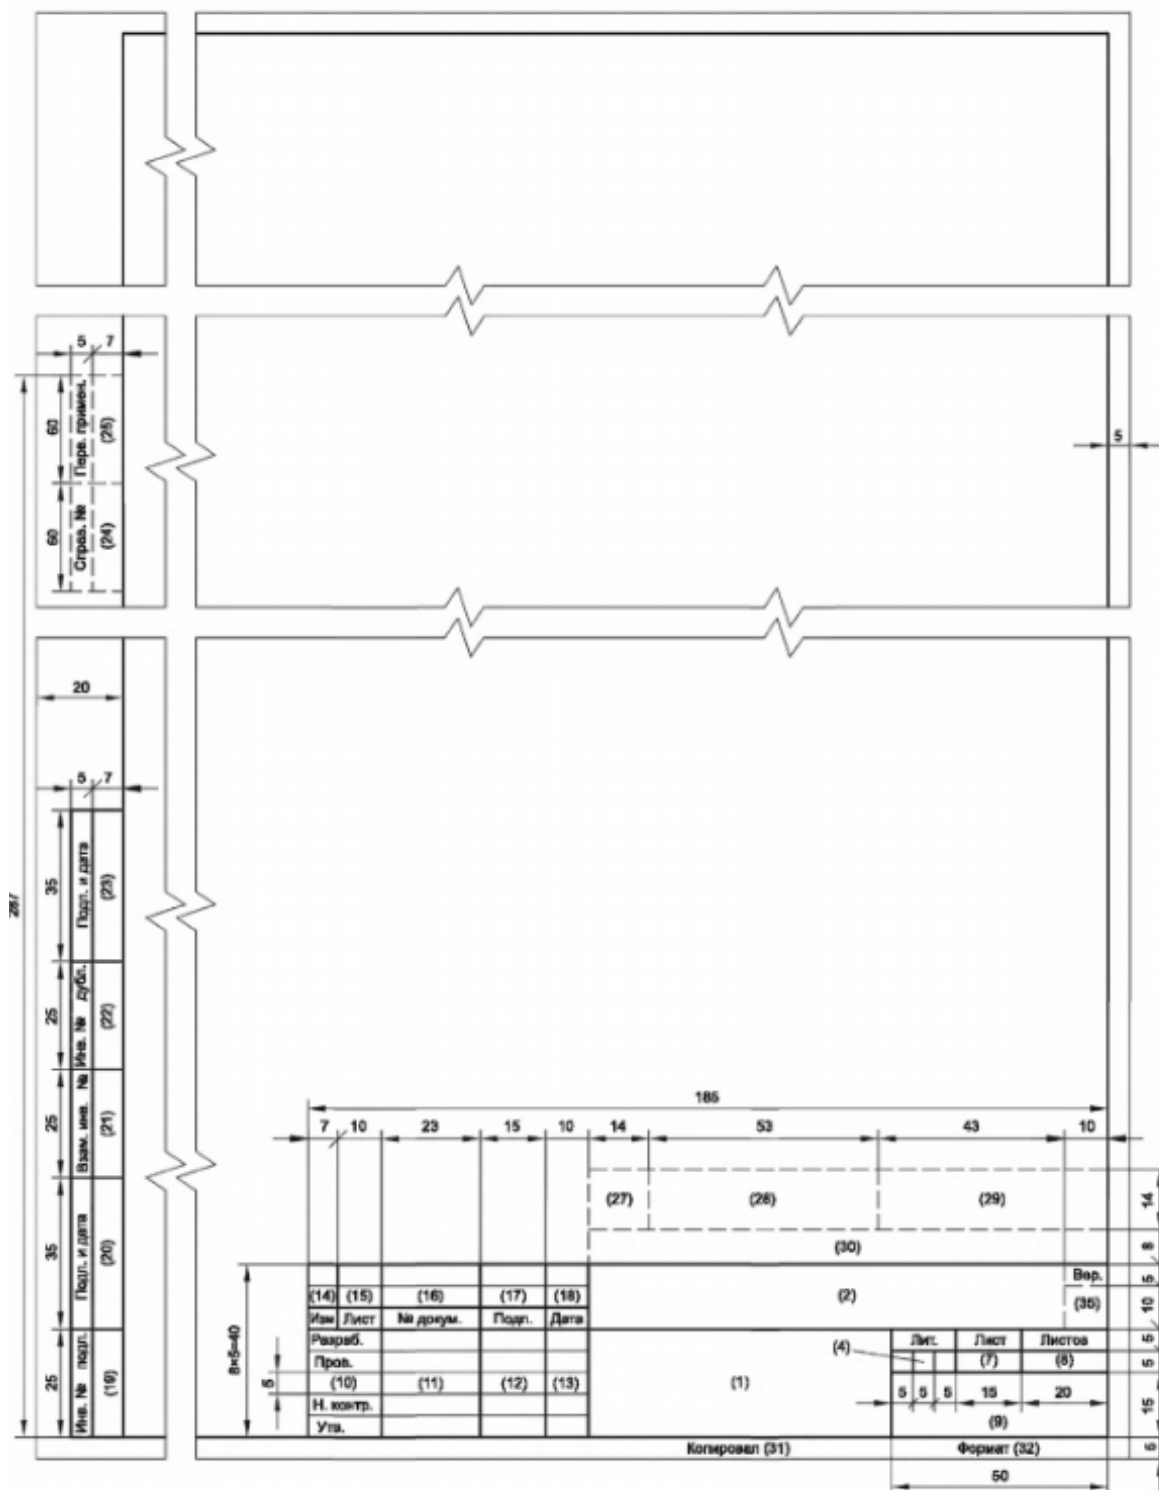 5 7
60 Перв. примен. (25)
5
60 Справ. № (24)
20
5 7
287
35 Подп. и дата (23)
25 Инв. № дубл. (22)
25 Взам. инв. № (21)
35 Подп. и дата (20)
25 Инв. № подл. (19)
185
7 10 23 15 10 14 53 43 10
(27) (28) (29) 14
(30) 8
Вер. 5
(14) (15) (16) (17) (18) (2) (35) 10
Изм Лист № докум. Подп. Дата
8×5=40
Разраб. (4) Лит. Лист Листов 5
Пров. (7) (8) 5
5 (10) (11) (12) (13) (1) 5 5 5 15 20
Н. контр. (9) 15
Утв.
Копировал (31) Формат (32) 5
50